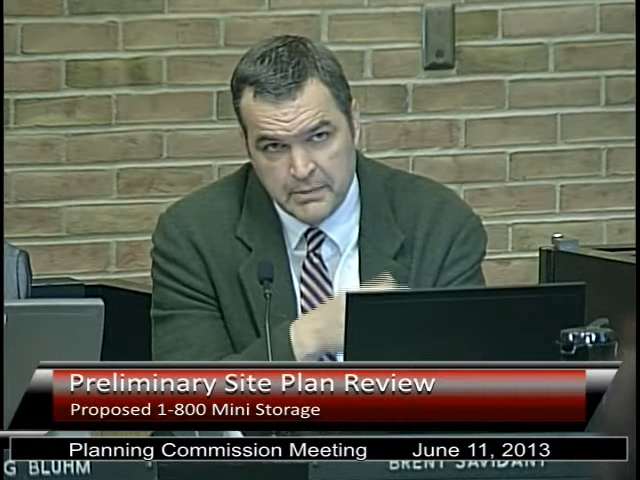 Preliminary Site Plan Review
Proposed 1-800 Mini Storage
Planning Commission Meeting June 11, 2013
G BLUHM BRENT SAVIDANT